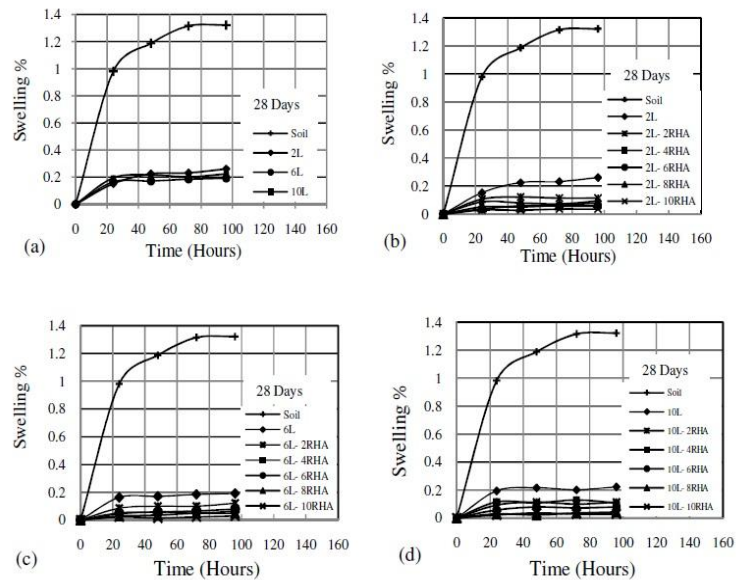 1.4
1.2
1
0.8
0.6
0.4
0.2
0
Swelling %
28 Days
Soil
2L
6L
10L
0 20 40 60 80 100 120 140 160
Time (Hours)
(a)
1.4
1.2
1
0.8
0.6
0.4
0.2
0
Swelling %
28 Days
Soil
2L
2L- 2RHA
2L- 4RHA
2L- 6RHA
2L- 8RHA
2L- 10RHA
0 20 40 60 80 100 120 140 160
Time (Hours)
(b)
1.4
1.2
1
0.8
0.6
0.4
0.2
0
Swelling %
28 Days
Soil
6L
6L- 2RHA
6L- 4RHA
6L- 6RHA
6L- 8RHA
6L- 10RHA
0 20 40 60 80 100 120 140 160
Time (Hours)
(c)
1.4
1.2
1
0.8
0.6
0.4
0.2
0
Swelling %
28 Days
Soil
10L
10L- 2RHA
10L- 4RHA
10L- 6RHA
10L- 8RHA
10L- 10RHA
0 20 40 60 80 100 120 140 160
Time (Hours)
(d)